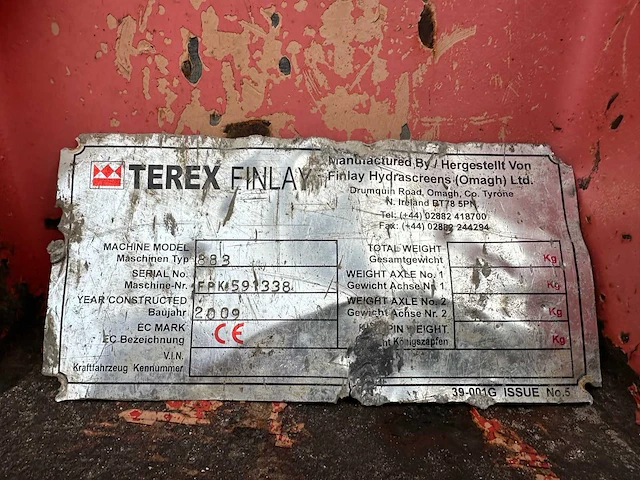 TEREX FINLAY
Manufactured By / Hergestellt Von
Finlay Hydrascreens (Omagh) Ltd.
Drumquin Road, Omagh, Co. Tyrone
N. Ireland BT78 5PN
Tel: (+44) 02882 418700
Fax: (+44) 02882 244294
MACHINE MODEL
Maschinen Typ 883
SERIAL No.
Maschine-Nr. 591338
YEAR CONSTRUCTED
Baujahr 2009
EC MARK
EC Bezeichnung CE
V.I.N.
Kraftfahrzeug Kennummer
TOTAL WEIGHT
Gesamtgewicht Kg
WEIGHT AXLE No. 1
Gewicht Achse Nr. 1 Kg
WEIGHT AXLE No. 2
Gewicht Achse Nr. 2 Kg
Königszapfen Kg
39-001G ISSUE No.5